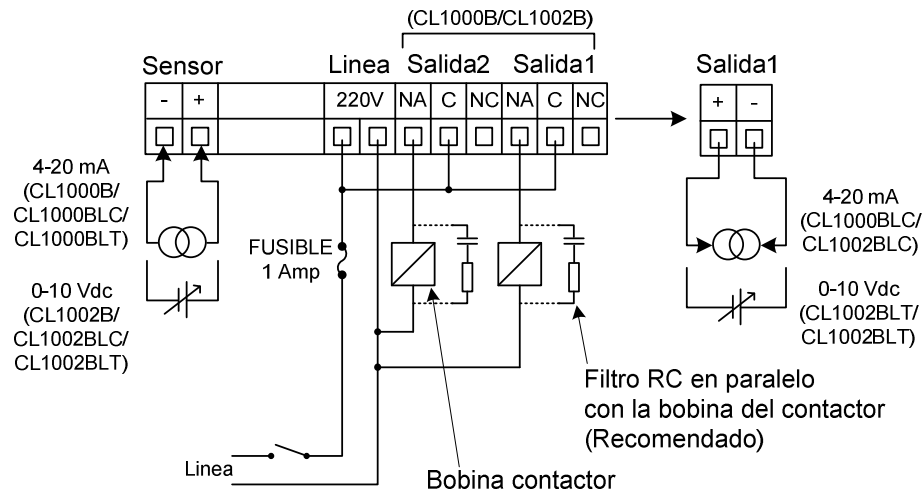 (CL1000B/CL1002B)
Sensor
Linea
Salida2
Salida1
- +
220V
NA C NC NA C NC
Salida1
+ -
4-20 mA
(CL1000B/
CL1000BLC/
CL1000BLT)
0-10 Vdc
(CL1002B/
CL1002BLC/
CL1002BLT)
FUSIBLE
1 Amp
4-20 mA
(CL1000BLC/
CL1002BLC)
0-10 Vdc
(CL1002BLT/
CL1002BLT)
Filtro RC en paralelo
con la bobina del contactor
(Recomendado)
Linea
Bobina contactor